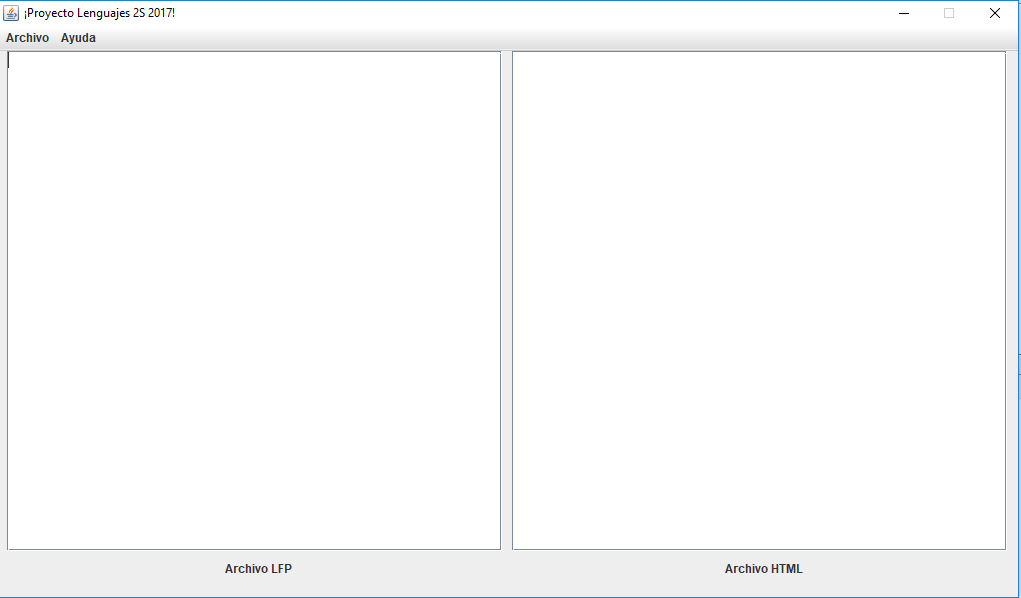 ¡Proyecto Lenguajes 2S 2017!
Archivo Ayuda
Archivo LFP
Archivo HTML